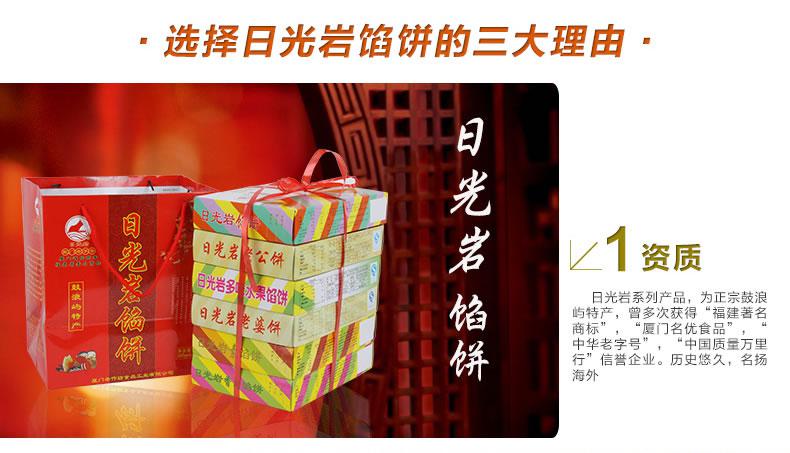 · 选择日光岩馅饼的三大理由 ·
日光岩馅饼
日光岩馅饼
鼓浪屿特产
日光岩馅饼
日光岩老公饼
日光岩多味水果馅饼
日光岩老婆饼
1 资质
日光岩系列产品，为正宗鼓浪
屿特产，曾多次获得“福建著名
商标”，“厦门名优食品”，“
中华老字号”，“中国质量万里
行”信誉企业。历史悠久，名扬
海外